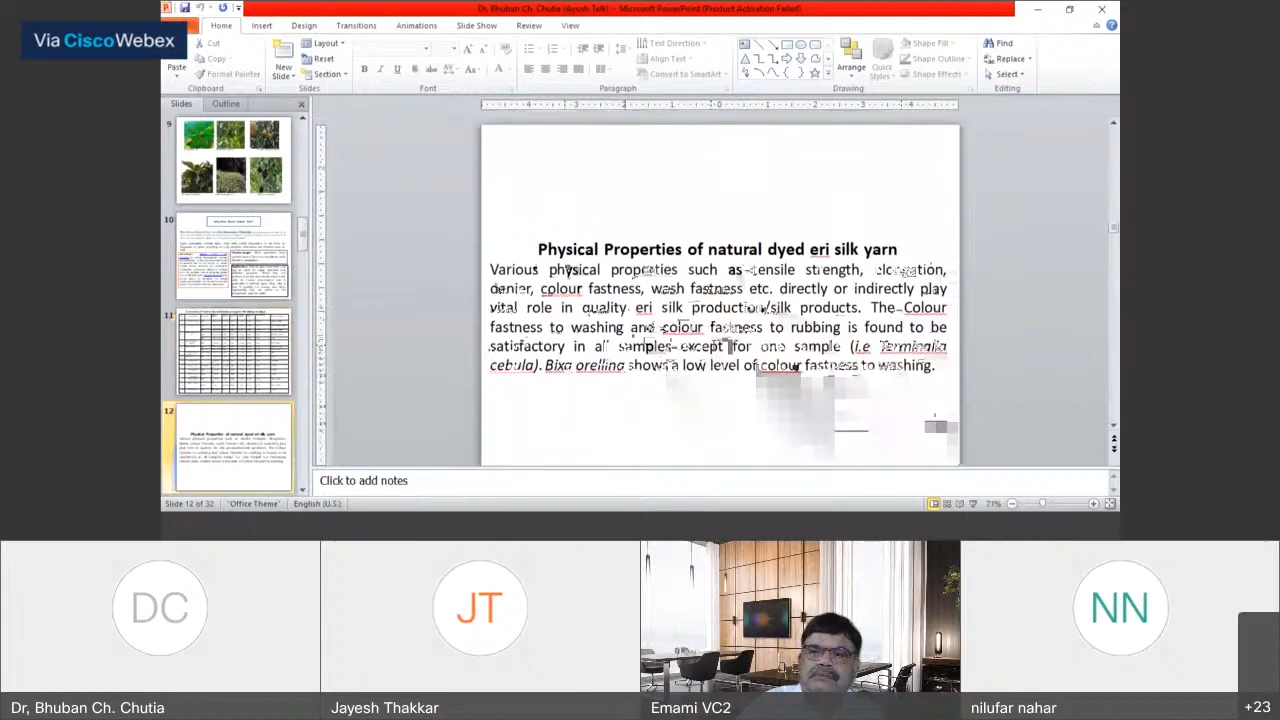 Dr. Bhuban Ch. Chutia (Ayush Talk) - Microsoft PowerPoint (Product Activation Failed)
Via Cisco Webex
Home Insert Design Transitions Animations Slide Show Review View
Cut
Copy
Format Painter
Paste
Clipboard
New Slide
Layout
Reset
Section
Slides
Font
Text Direction
Align Text
Convert to SmartArt
Paragraph
Arrange
Quick Styles
Shape Fill
Shape Outline
Shape Effects
Drawing
Find
Replace
Select
Editing
Slides Outline
9
10
11
12
Physical Properties of Natural dyed eri silk
Various physical properties such as tensile strength,
denier, colour fastness, wash fastness etc. directly or indirectly play
vital role in quality eri silk production/silk products. The Colour
fastness to washing and colour fastness to rubbing is found to be
satisfactory in all samples except for one sample (i.e Terminalia
cebula). Bixa orellina shows a low level of colour fastness to washing.
Click to add notes
Slide 12 of 32 "Office Theme" English (U.S.) 71%
DC
JT
NN
Dr, Bhuban Ch. Chutia
Jayesh Thakkar
Emami VC2
nilufar nahar
+23